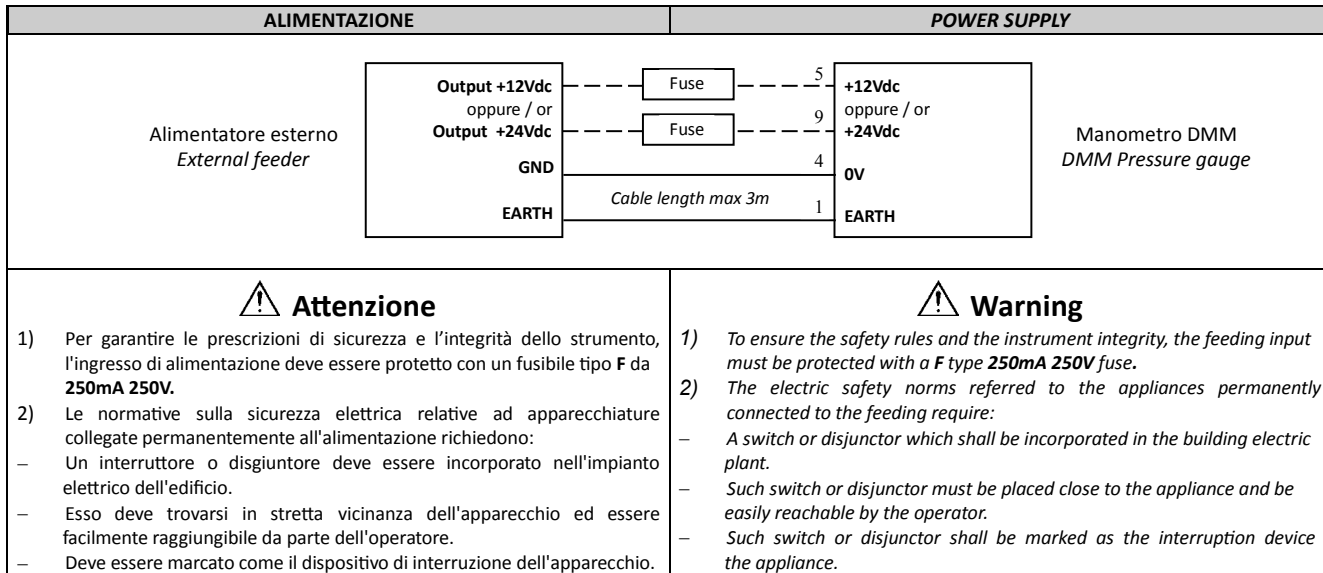 ALIMENTAZIONE
POWER SUPPLY
Alimentatore esterno
External feeder
Output +12Vdc
oppure / or
Output +24Vdc
GND
EARTH
Fuse
Fuse
Cable length max 3m
5
9
4
1
+12Vdc
oppure / or
+24Vdc
0V
EARTH
Manometro DMM
DMM Pressure gauge
Attenzione
1) Per garantire le prescrizioni di sicurezza e l’integrità dello strumento,
l'ingresso di alimentazione deve essere protetto con un fusibile tipo F da
250mA 250V.
2) Le normative sulla sicurezza elettrica relative ad apparecchiature
collegate permanentemente all'alimentazione richiedono:
– Un interruttore o disgiuntore deve essere incorporato nell'impianto
elettrico dell'edificio.
– Esso deve trovarsi in stretta vicinanza dell'apparecchio ed essere
facilmente raggiungibile da parte dell'operatore.
– Deve essere marcato come il dispositivo di interruzione dell'apparecchio.
Warning
1) To ensure the safety rules and the instrument integrity, the feeding input
must be protected with a F type 250mA 250V fuse.
2) The electric safety norms referred to the appliances permanently
connected to the feeding require:
– A switch or disjunctor which shall be incorporated in the building electric
plant.
– Such switch or disjunctor must be placed close to the appliance and be
easily reachable by the operator.
– Such switch or disjunctor shall be marked as the interruption device
the appliance.